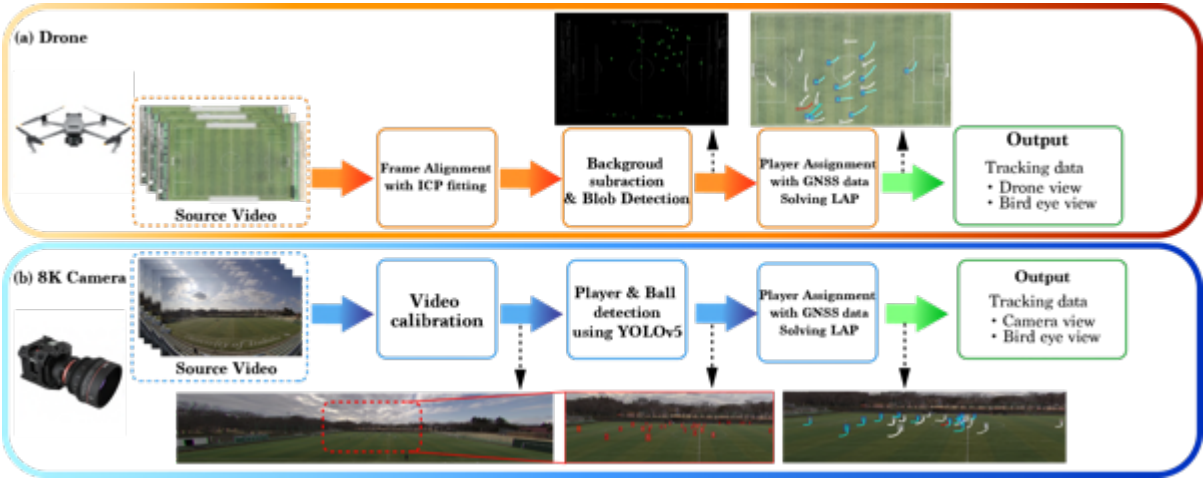 (a) Drone
Source Video
Frame Alignment
with ICP fitting
Backgroud
subraction
& Blob Detection
Player Assignment
with GNSS data
Solving LAP
Output
Tracking data
• Drone view
• Bird eye view
(b) 8K Camera
Source Video
Video
calibration
Player & Ball
detection
using YOLOv5
Player Assignment
with GNSS data
Solving LAP
Output
Tracking data
• Camera view
• Bird eye view